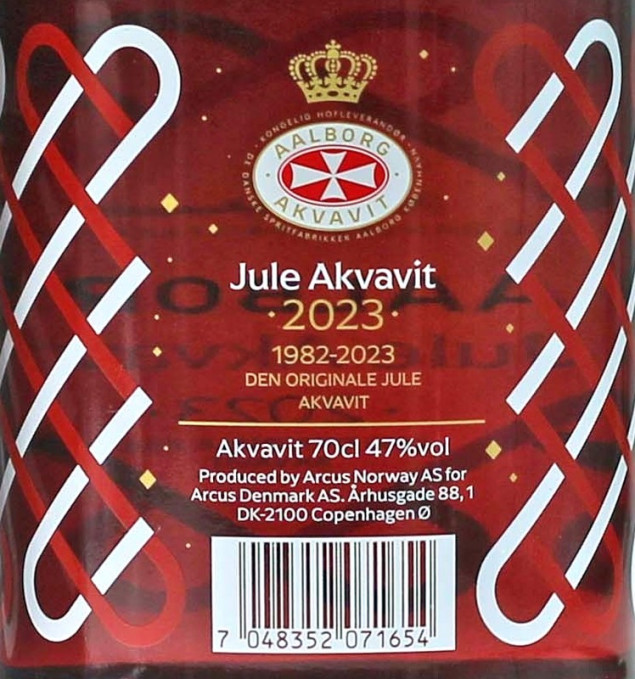 KONGELIG HOFLEVERANDØR
AALBORG
AKVAVIT
DE DANSKE SPRITFABRIKKER AALBORG KØBENHAVN
Jule Akvavit
·2023·
1982-2023
DEN ORIGINALE JULE
AKVAVIT
Akvavit 70cl 47%vol
Produced by Arcus Norway AS for
Arcus Denmark AS. Århusgade 88, 1
DK-2100 Copenhagen Ø
7 048352 071654